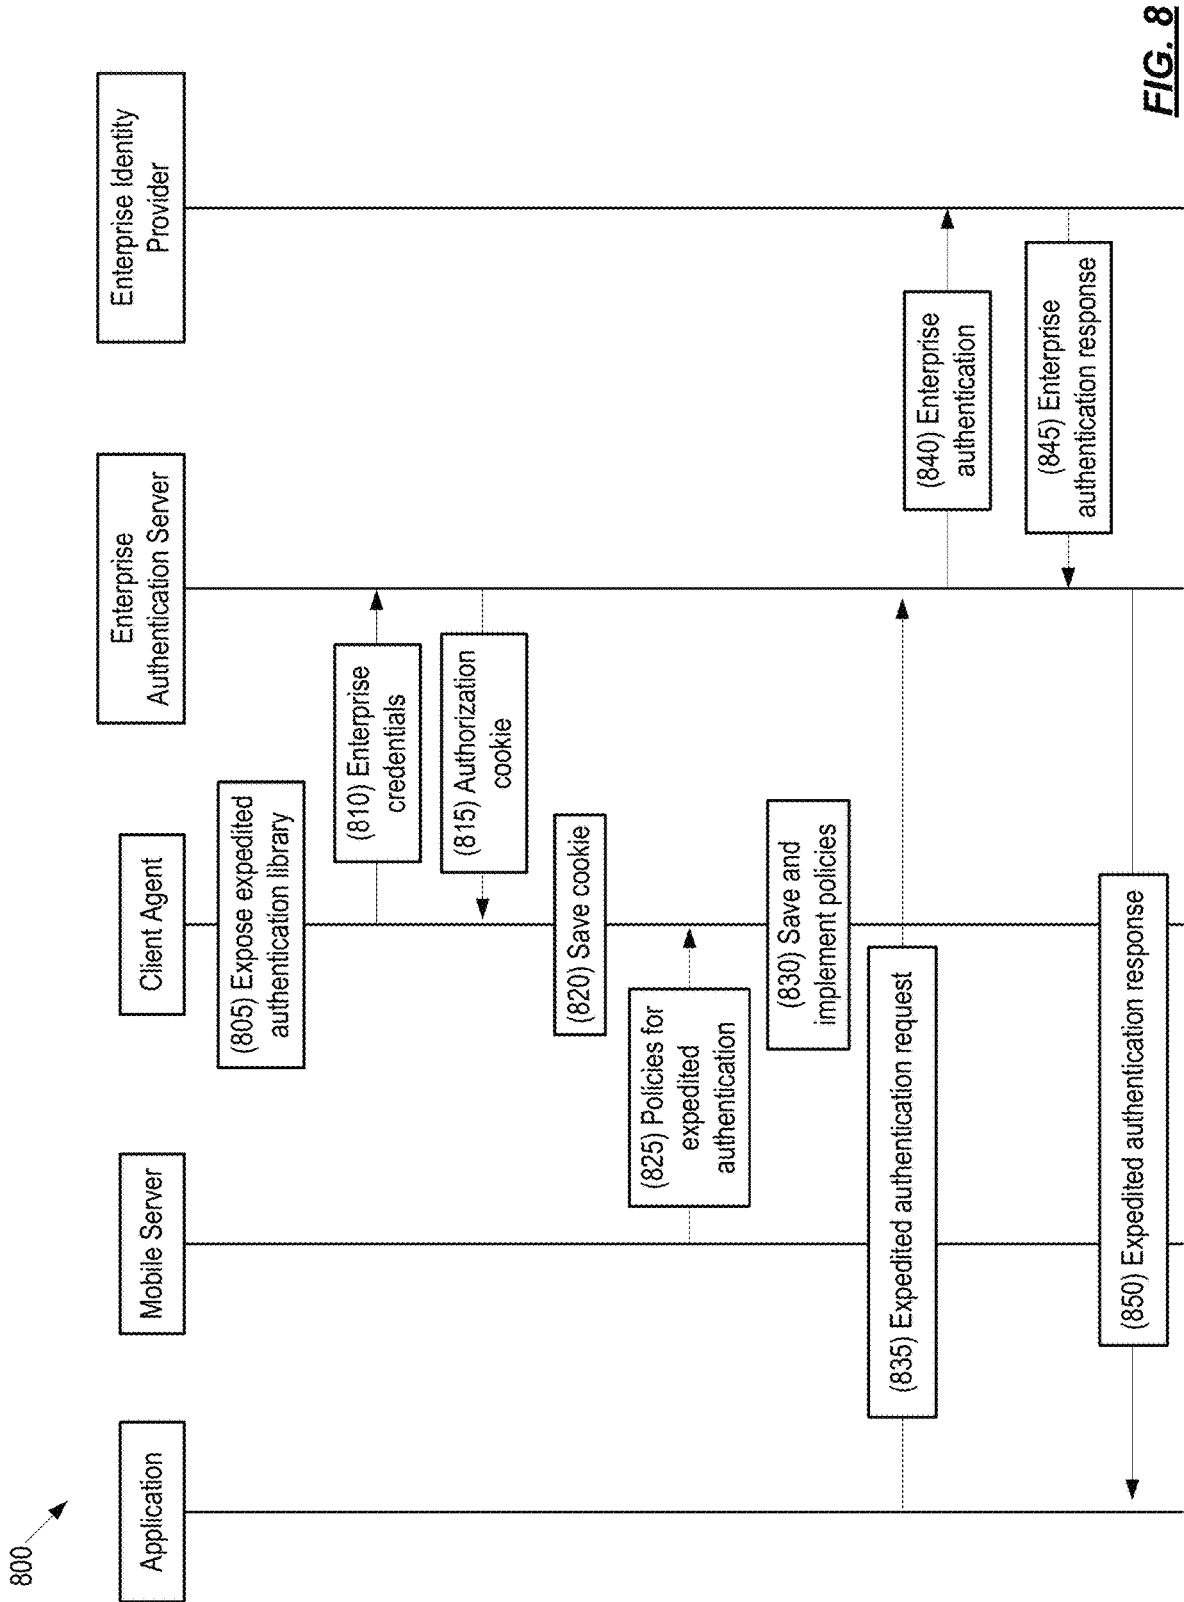 800
Application
Mobile Server
Client Agent
Enterprise
Authentication Server
Enterprise Identity
Provider
(805) Expose expedited
authentication library
(810) Enterprise
credentials
(815) Authorization
cookie
(820) Save cookie
(825) Policies for
expedited
authentication
(830) Save and
implement policies
(835) Expedited authentication request
(840) Enterprise
authentication
(845) Enterprise
authentication response
(850) Expedited authentication response
FIG. 8